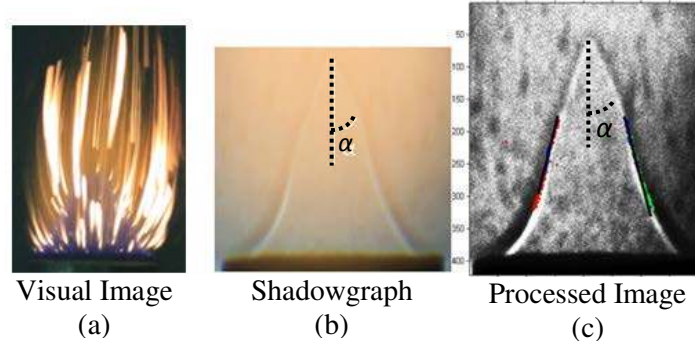 α
α
50
100
150
200
250
300
350
400
Visual Image
Shadowgraph
Processed Image
(a)
(b)
(c)